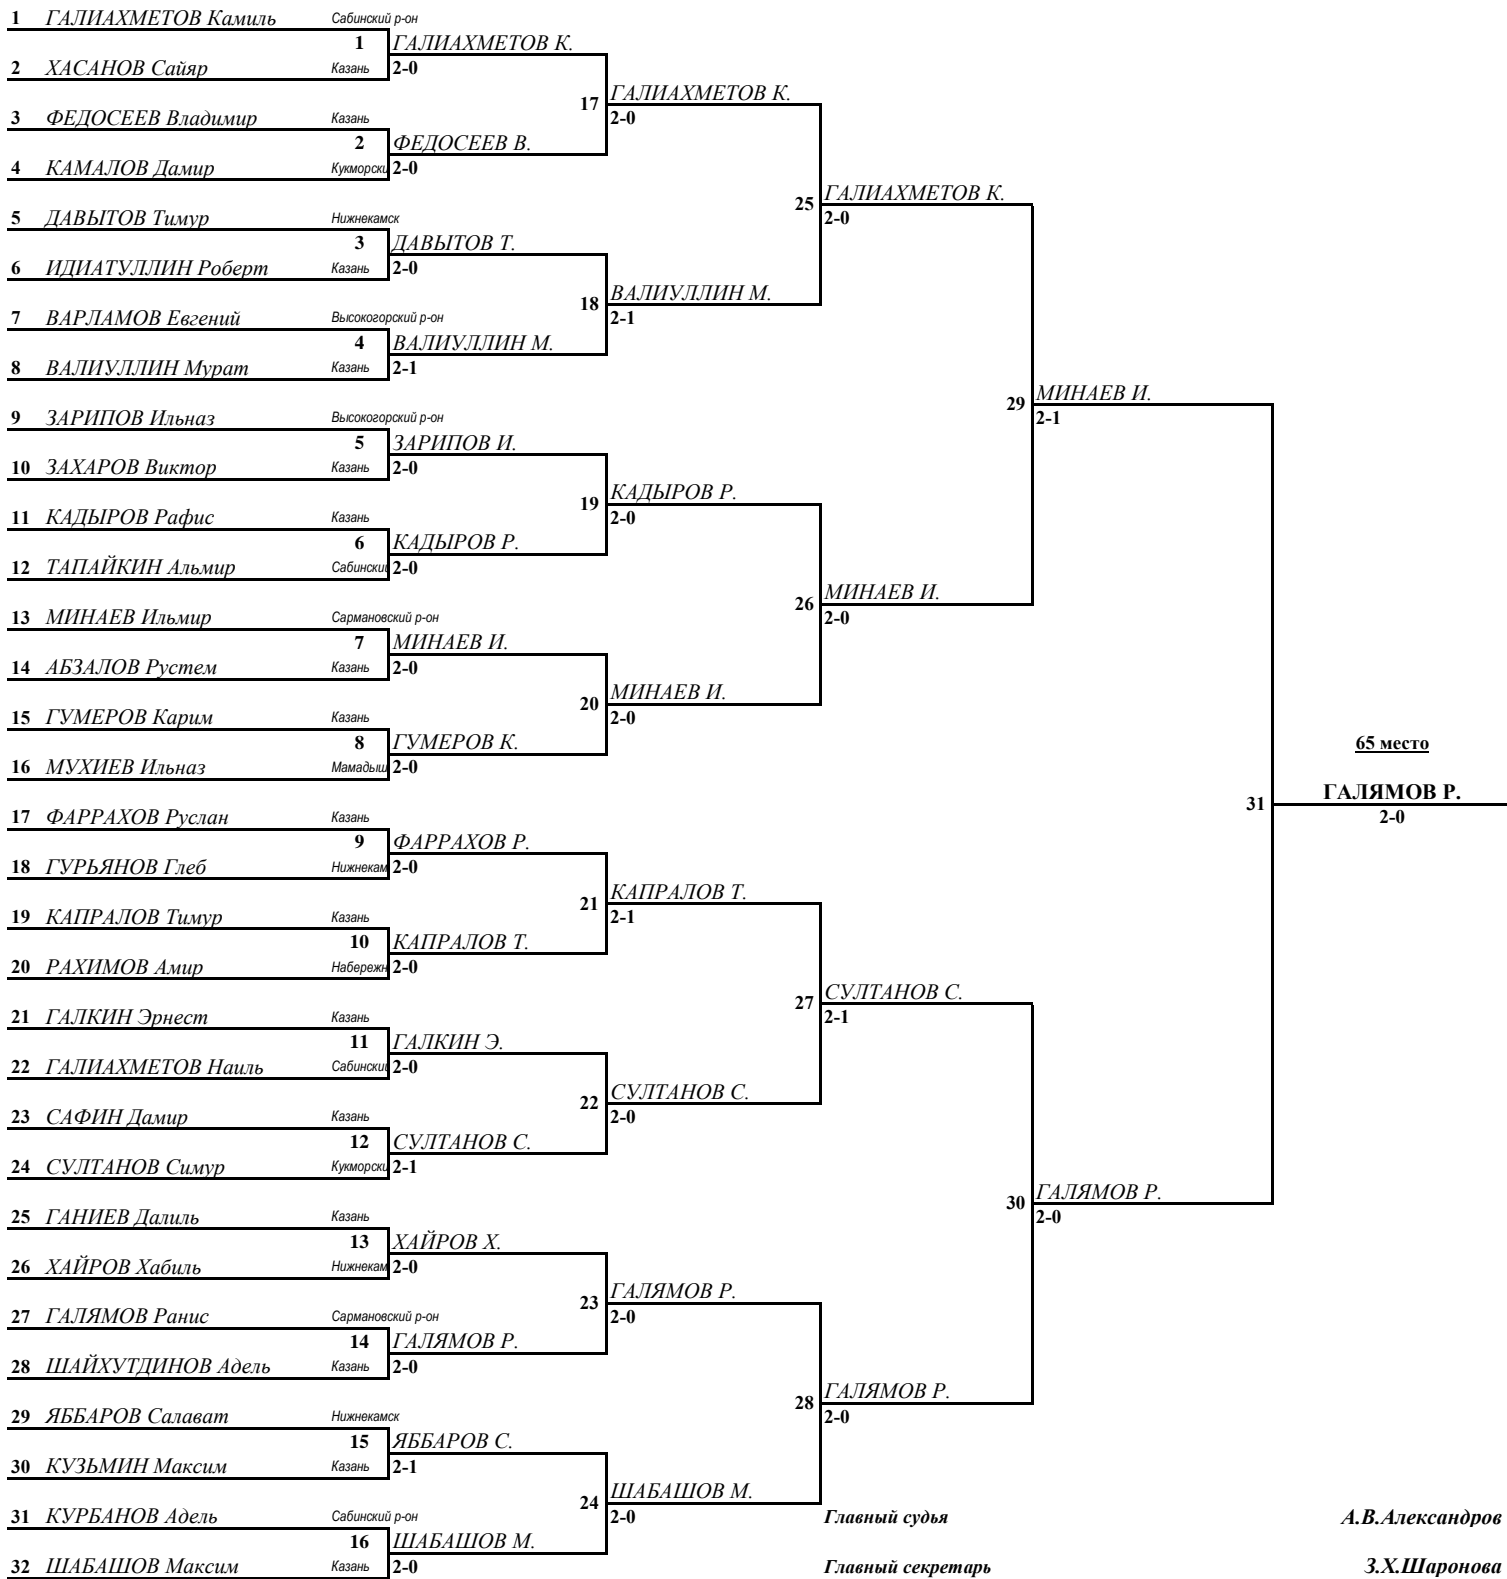 1 ГАЛИАХМЕТОВ Камиль Сабинский р-он
1 ГАЛИАХМЕТОВ К.
2 ХАСАНОВ Сайяр Казань 2-0
17 ГАЛИАХМЕТОВ К.
3 ФЕДОСЕЕВ Владимир Казань 2-0
2 ФЕДОСЕЕВ В.
4 КАМАЛОВ Дамир Кукморски 2-0
25 ГАЛИАХМЕТОВ К.
5 ДАВЫТОВ Тимур Нижнекамск 2-0
3 ДАВЫТОВ Т.
6 ИДИАТУЛЛИН Роберт Казань 2-0
18 ВАЛИУЛЛИН М.
7 ВАРЛАМОВ Евгений Высокогорский р-он 2-1
4 ВАЛИУЛЛИН М.
8 ВАЛИУЛЛИН Мурат Казань 2-1
29 МИНАЕВ И.
9 ЗАРИПОВ Ильназ Высокогорский р-он 2-1
5 ЗАРИПОВ И.
10 ЗАХАРОВ Виктор Казань 2-0
19 КАДЫРОВ Р.
11 КАДЫРОВ Рафис Казань 2-0
6 КАДЫРОВ Р.
12 ТАПАЙКИН Альмир Сабинский 2-0
26 МИНАЕВ И.
13 МИНАЕВ Ильмир Сармановский р-он 2-0
7 МИНАЕВ И.
14 АБЗАЛОВ Рустем Казань 2-0
20 МИНАЕВ И.
15 ГУМЕРОВ Карим Казань 2-0
8 ГУМЕРОВ К. 65 место
16 МУХИЕВ Ильназ Мамадыш 2-0
31 ГАЛЯМОВ Р.
17 ФАРРАХОВ Руслан Казань 2-0
9 ФАРРАХОВ Р.
18 ГУРЬЯНОВ Глеб Нижнекам 2-0
21 КАПРАЛОВ Т.
19 КАПРАЛОВ Тимур Казань 2-1
10 КАПРАЛОВ Т.
20 РАХИМОВ Амир Набережн 2-0
27 СУЛТАНОВ С.
21 ГАЛКИН Эрнест Казань 2-1
11 ГАЛКИН Э.
22 ГАЛИАХМЕТОВ Наиль Сабинский 2-0
22 СУЛТАНОВ С.
23 САФИН Дамир Казань 2-0
12 СУЛТАНОВ С.
24 СУЛТАНОВ Симур Кукморски 2-1
30 ГАЛЯМОВ Р.
25 ГАНИЕВ Далиль Казань 2-0
13 ХАЙРОВ Х.
26 ХАЙРОВ Хабиль Нижнекам 2-0
23 ГАЛЯМОВ Р.
27 ГАЛЯМОВ Ранис Сармановский р-он 2-0
14 ГАЛЯМОВ Р.
28 ШАЙХУТДИНОВ Адель Казань 2-0
28 ГАЛЯМОВ Р.
29 ЯББАРОВ Салават Нижнекамск 2-0
15 ЯББАРОВ С.
30 КУЗЬМИН Максим Казань 2-1
24 ШАБАШОВ М.
31 КУРБАНОВ Адель Сабинский р-он 2-0 Главный судья А.В.Александров
16 ШАБАШОВ М.
32 ШАБАШОВ Максим Казань 2-0 Главный секретарь З.Х.Шаронова